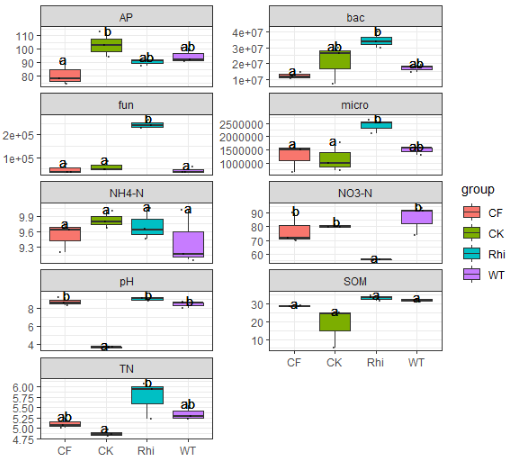 AP
bac
110
100
90
80
a
b
ab
ab
4e+07
3e+07
2e+07
1e+07
a
ab
b
ab
fun
micro
2e+05
1e+05
a
a
b
a
2500000
2000000
1500000
1000000
a
a
b
ab
NH4-N
NO3-N
9.9
9.6
9.3
a
a
a
a
90
80
70
60
b
b
a
b
pH
SOM
8
6
4
b
a
b
b
30
20
10
a
a
a
a
TN
6.00
5.75
5.50
5.25
5.00
4.75
ab
a
b
ab
CF CK Rhi WT
CF CK Rhi WT
group
CF
CK
Rhi
WT